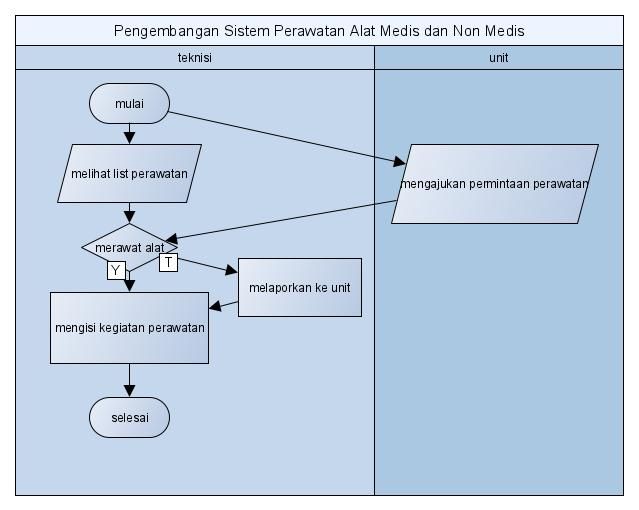 Pengembangan Sistem Perawatan Alat Medis dan Non Medis
teknisi
unit
mulai
melihat list perawatan
mengajukan permintaan perawatan
merawat alat
Y
T
melaporkan ke unit
mengisi kegiatan perawatan
selesai